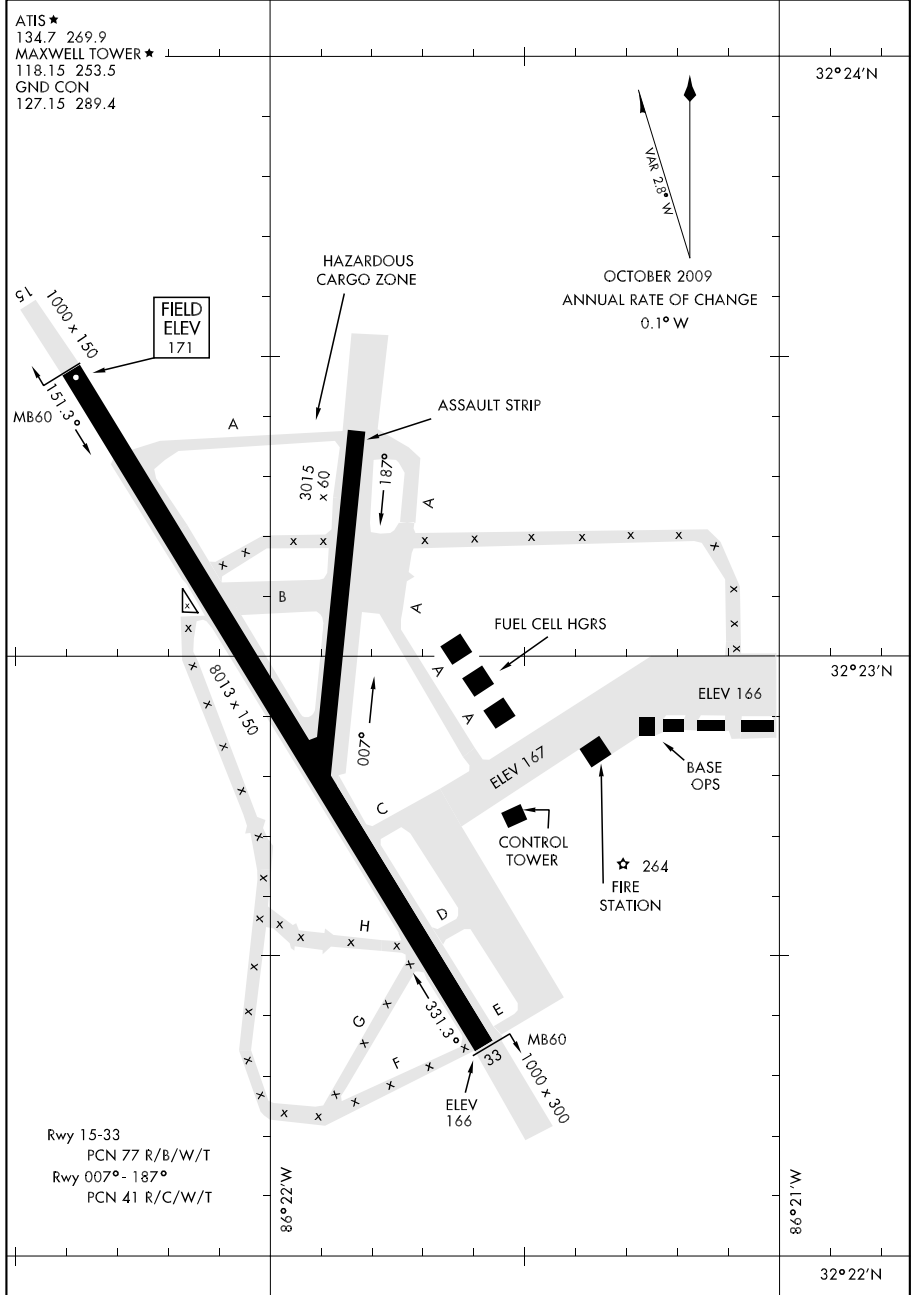 ATIS ★
134.7 269.9
MAXWELL TOWER ★
118.15 253.5
GND CON
127.15 289.4
32°24'N
VAR 2.8° W
OCTOBER 2009
ANNUAL RATE OF CHANGE
0.1° W
HAZARDOUS
CARGO ZONE
15
1000 x 150
FIELD
ELEV
171
MB60
151.3°
A
ASSAULT STRIP
3015
x 60
187°
A
x x x x x x x x x
x x x x x
B
A
FUEL CELL HGRS
A
A
8013 x 150
32°23'N
ELEV 166
007°
ELEV 167
BASE
OPS
C
CONTROL
TOWER
☆ 264
FIRE
STATION
D
H
G
F
331.3°
E
33
MB60
1000 x 300
ELEV
166
Rwy 15-33
PCN 77 R/B/W/T
Rwy 007°-187°
PCN 41 R/C/W/T
86°22'W
86°21'W
32°22'N